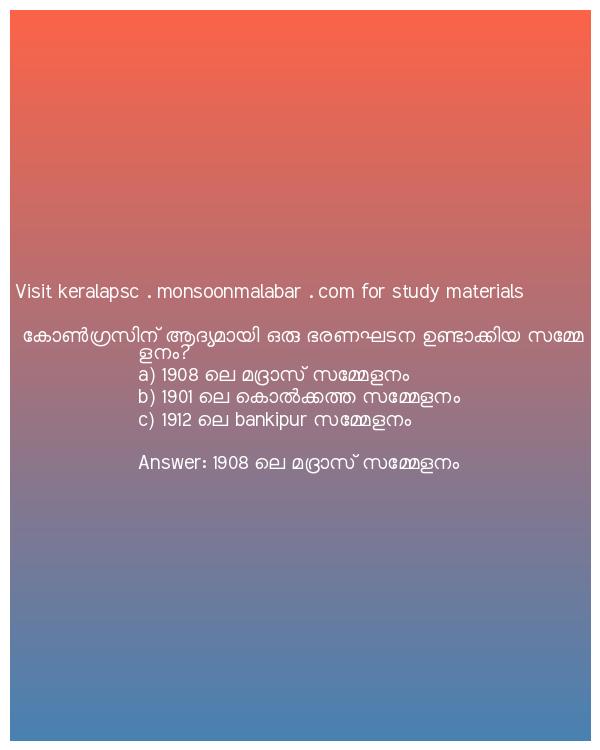 Visit keralapsc . monsoonmalabar . com for study materials
കോൺഗ്രസിന് ആദ്യമായി ഒരു ഭരണഘടന ഉണ്ടാക്കിയ സമ്മേ
ളനം?
a) 1908 ലെ മദ്രാസ് സമ്മേളനം
b) 1901 ലെ കൊൽക്കത്ത സമ്മേളനം
c) 1912 ലെ bankipur സമ്മേളനം
Answer: 1908 ലെ മദ്രാസ് സമ്മേളനം